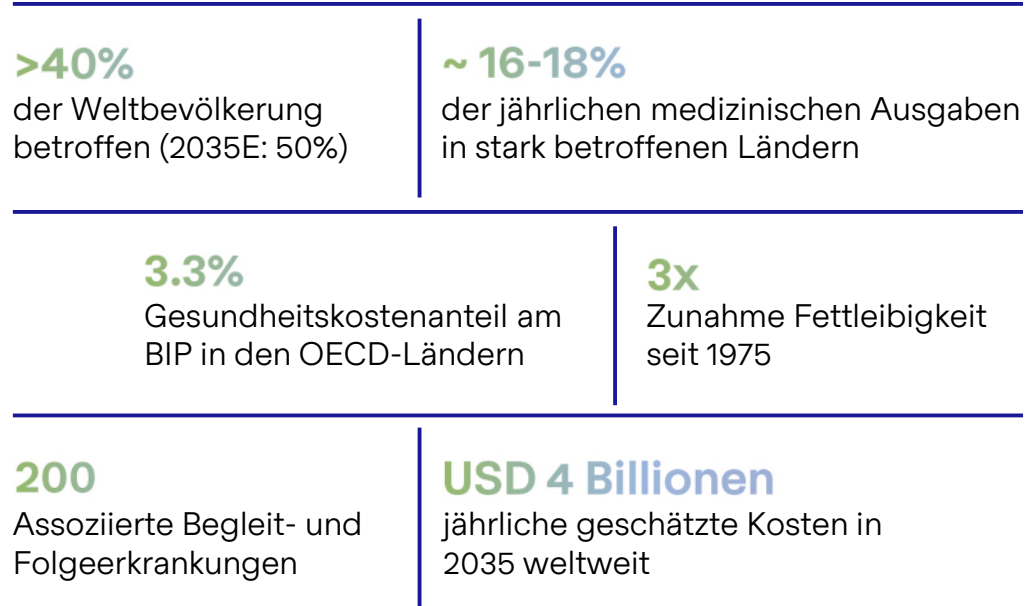 >40%
der Weltbevölkerung
betroffen (2035E: 50%)
~ 16-18%
der jährlichen medizinischen Ausgaben
in stark betroffenen Ländern
3.3%
Gesundheitskostenanteil am
BIP in den OECD-Ländern
3x
Zunahme Fettleibigkeit
seit 1975
200
Assoziierte Begleit- und
Folgeerkrankungen
USD 4 Billionen
jährliche geschätzte Kosten in
2035 weltweit